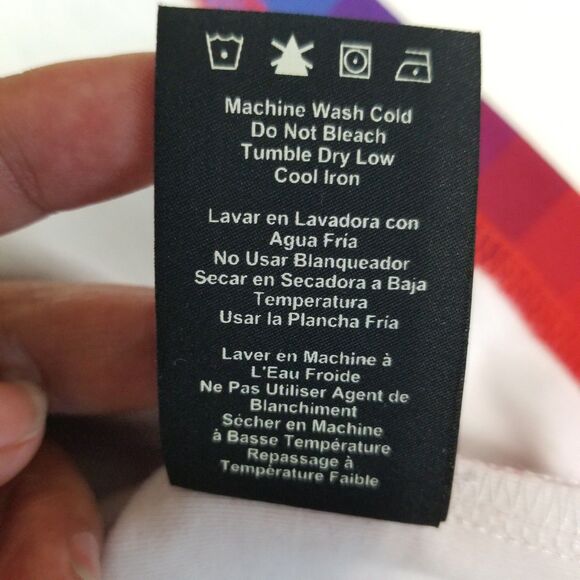 Machine Wash Cold
Do Not Bleach
Tumble Dry Low
Cool Iron
Lavar en Lavadora con
Agua Fría
No Usar Blanqueador
Secar en Secadora a Baja
Temperatura
Usar la Plancha Fría
Laver en Machine à
L'Eau Froide
Ne Pas Utiliser Agent de
Blanchiment
Sécher en Machine
à Basse Température
Repassage à
Température Faible